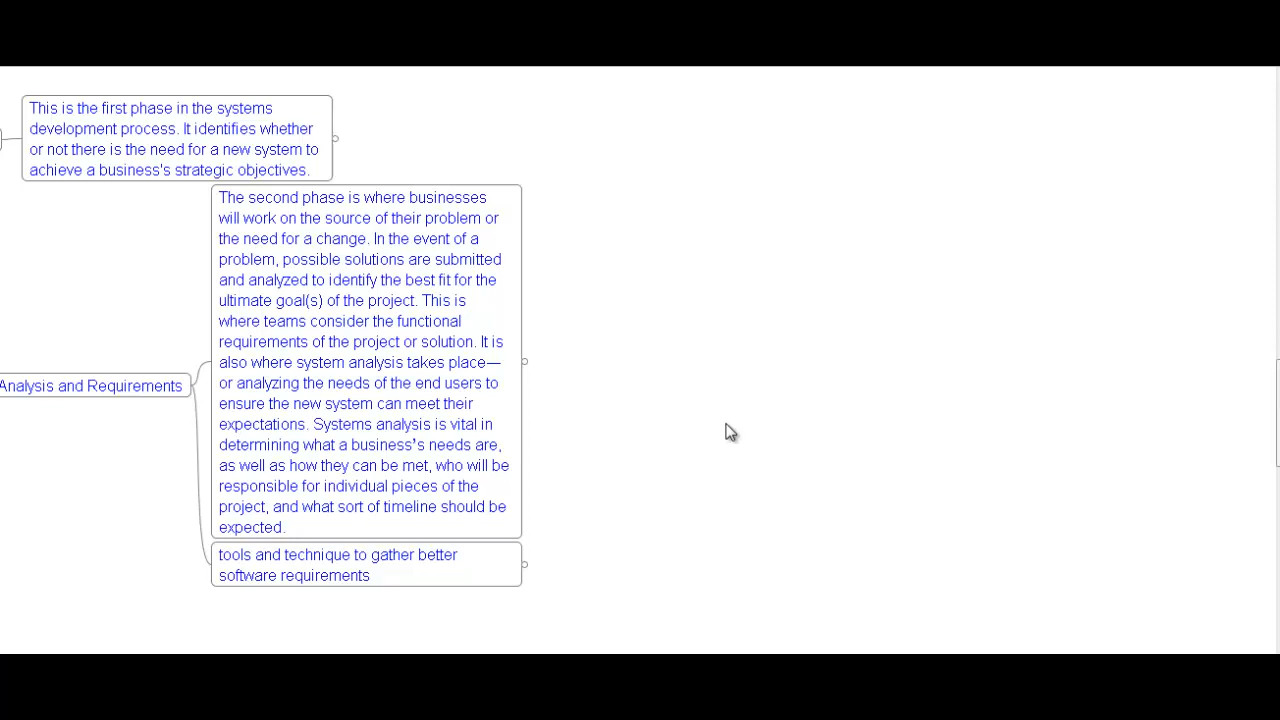 This is the first phase in the systems
development process. It identifies whether
or not there is the need for a new system to
achieve a business's strategic objectives.
The second phase is where businesses
will work on the source of their problem or
the need for a change. In the event of a
problem, possible solutions are submitted
and analyzed to identify the best fit for the
ultimate goal(s) of the project. This is
where teams consider the functional
requirements of the project or solution. It is
also where system analysis takes place—
or analyzing the needs of the end users to
ensure the new system can meet their
expectations. Systems analysis is vital in
determining what a business’s needs are,
as well as how they can be met, who will be
responsible for individual pieces of the
project, and what sort of timeline should be
expected.
Analysis and Requirements
tools and technique to gather better
software requirements